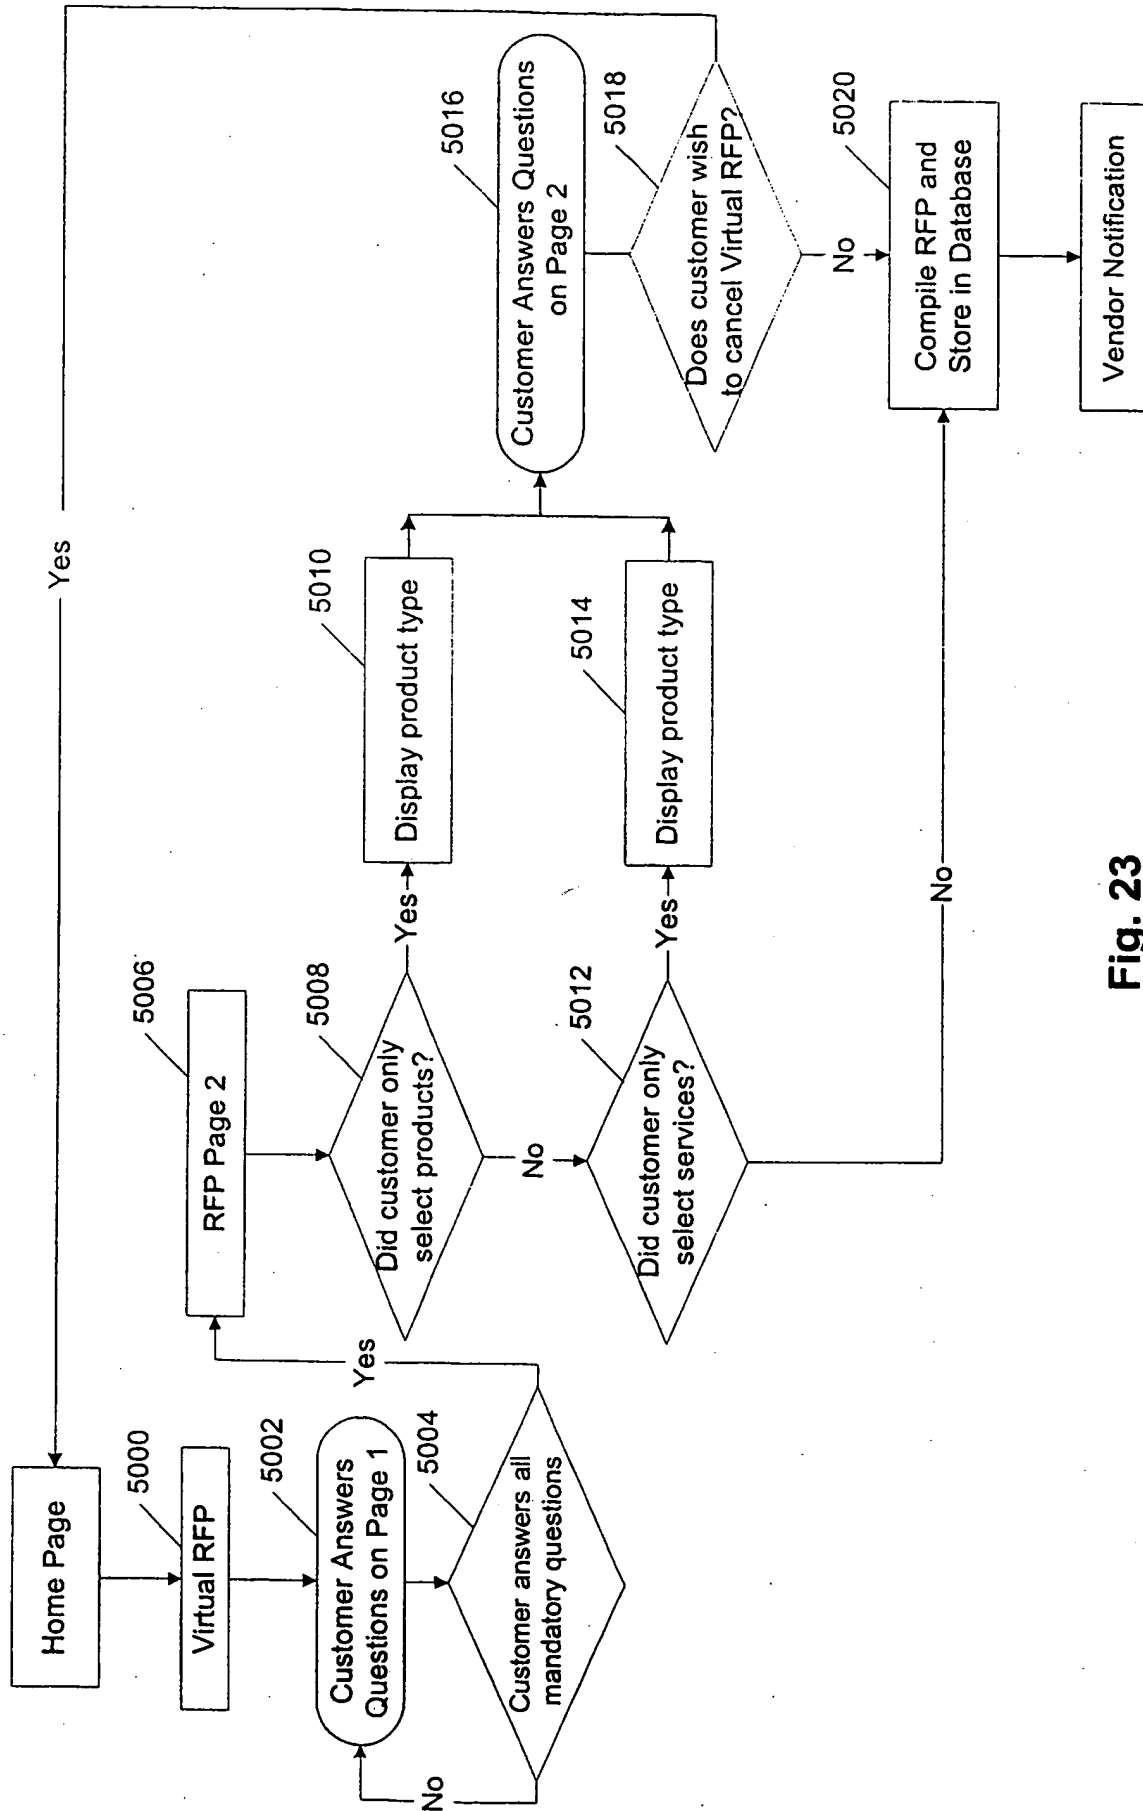 Home Page
5000
Virtual RFP
5002
Customer Answers
Questions on Page 1
5004
Customer answers all
mandatory questions
No
Yes
5006
RFP Page 2
5008
Did customer only
select products?
Yes
No
5010
Display product type
5012
Did customer only
select services?
Yes
No
5014
Display product type
5016
Customer Answers Questions
on Page 2
5018
Does customer wish
to cancel Virtual RFP?
Yes
No
5020
Compile RFP and
Store in Database
Vendor Notification
Fig. 23